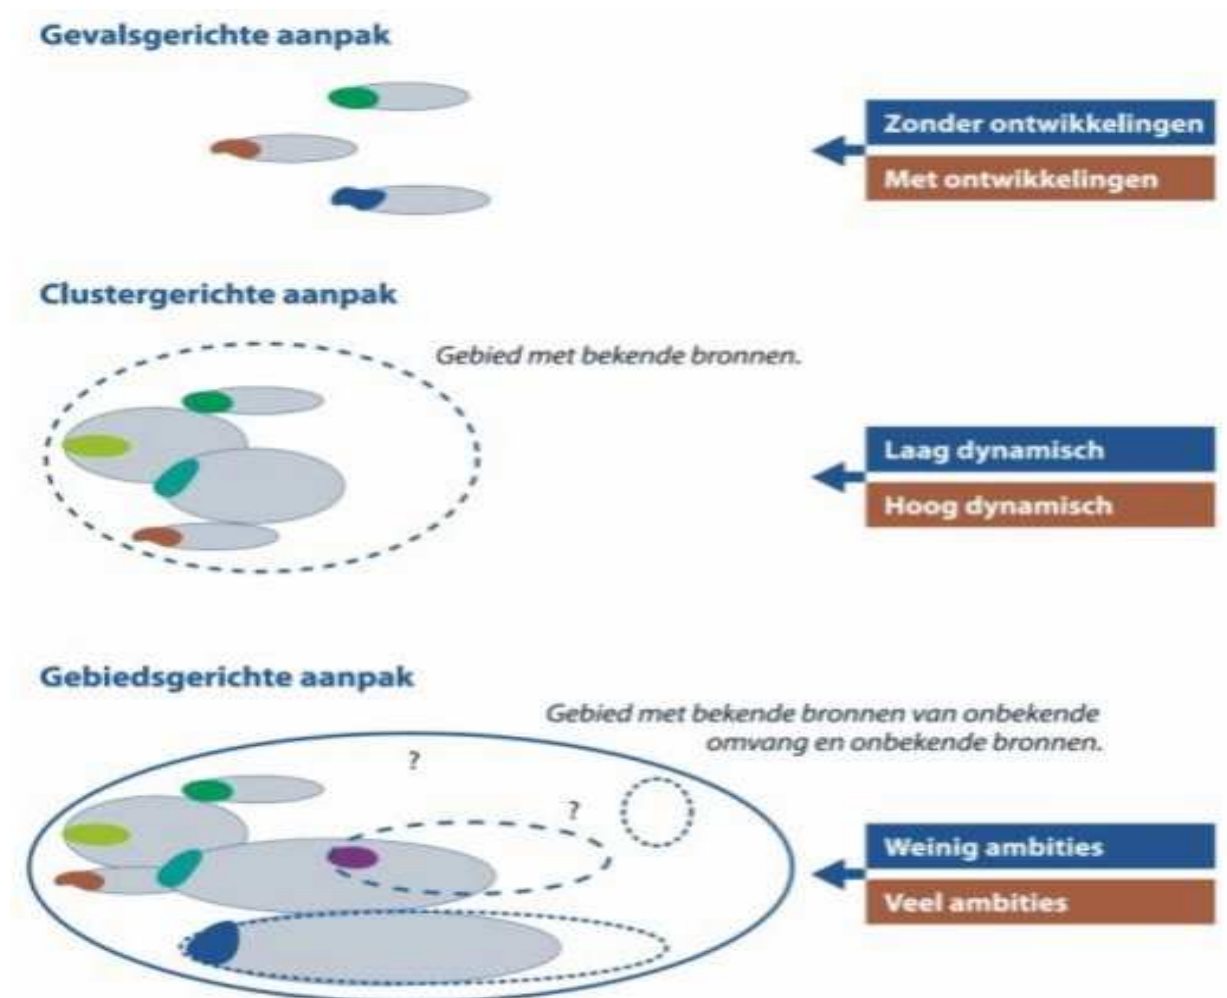 Gevalsgerichte aanpak
Zonder ontwikkelingen
Met ontwikkelingen
Clustergerichte aanpak
Gebied met bekende bronnen.
Laag dynamisch
Hoog dynamisch
Gebiedsgerichte aanpak
Gebied met bekende bronnen van onbekende
omvang en onbekende bronnen.
?
?
Weinig ambities
Veel ambities